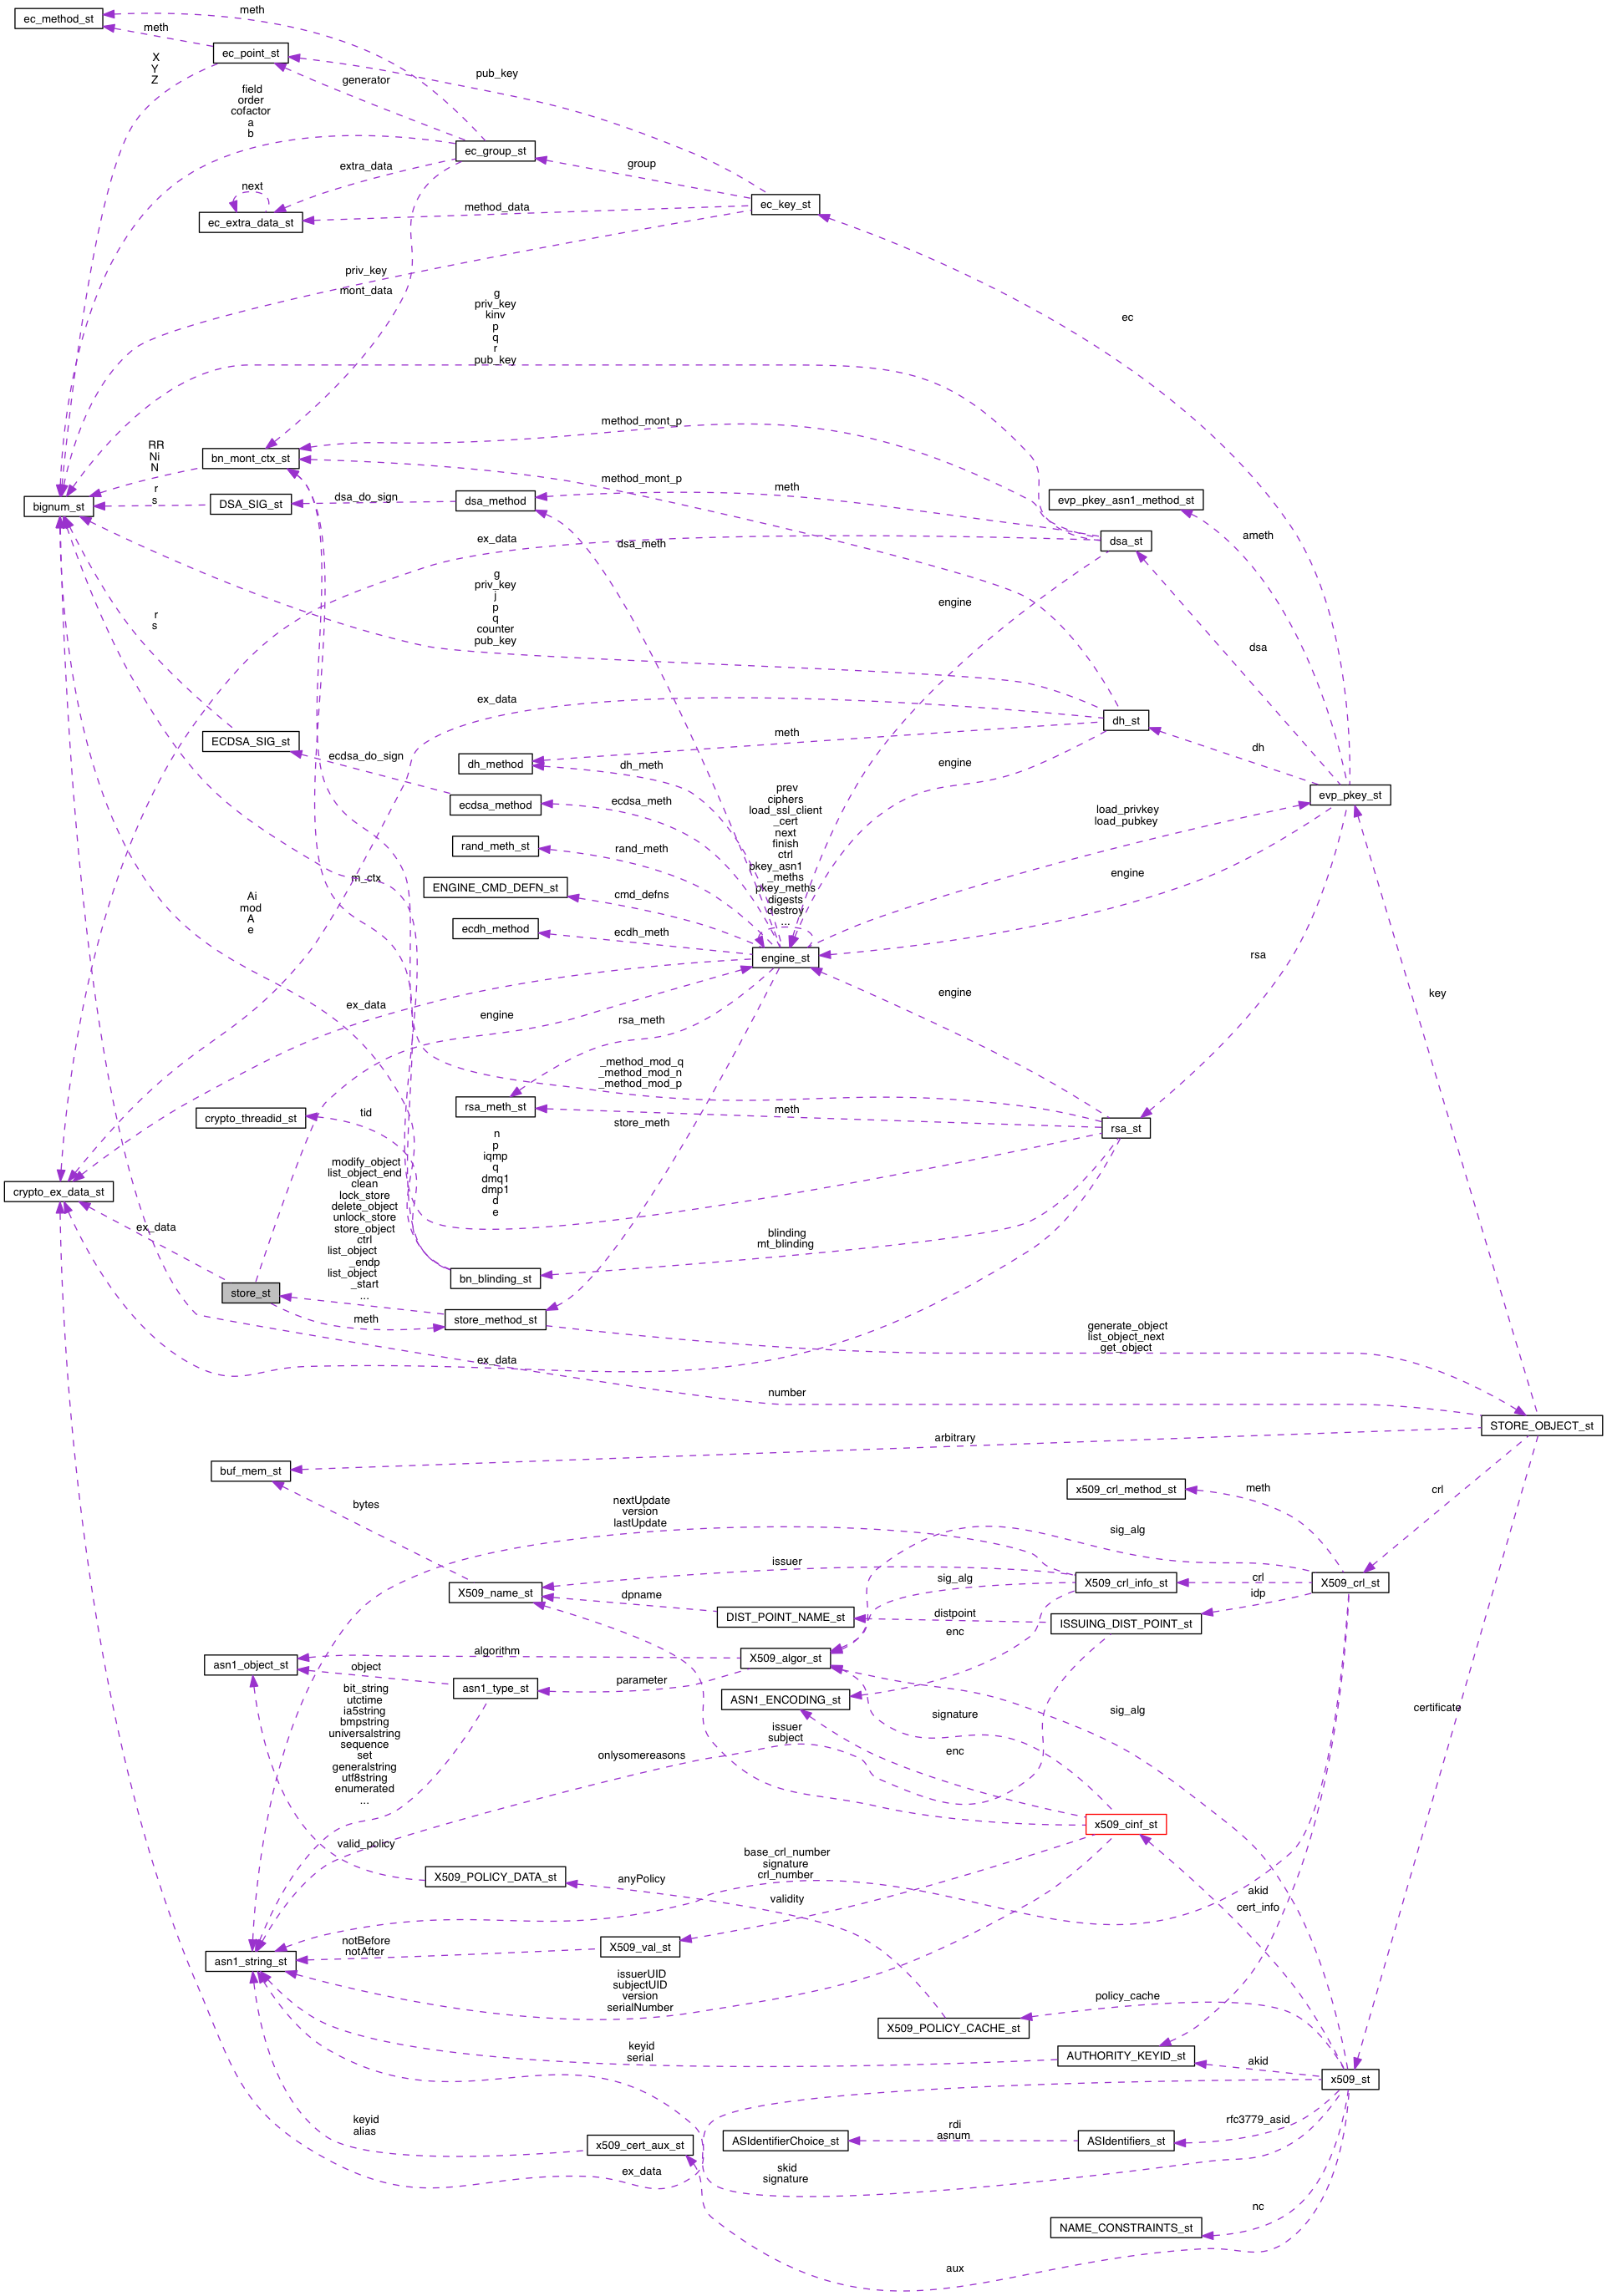 meth
ec_method_st
meth
ec_point_st
X
Y
Z
pub_key
generator
field
order
cofactor
a
b
ec_group_st
group
extra_data
next
ec_key_st
method_data
ec_extra_data_st
priv_key
mont_data
g
priv_key
kinv
p
q
r
pub_key
ec
method_mont_p
RR
Ni
N
bn_mont_ctx_st
method_mont_p
meth
r
s
dsa_do_sign
dsa_method
evp_pkey_asn1_method_st
bignum_st
DSA_SIG_st
ameth
ex_data
dsa_meth
dsa_st
g
priv_key
j
p
q
counter
pub_key
engine
r
s
dsa
ex_data
dh_st
meth
ECDSA_SIG_st
dh
ecdsa_do_sign
dh_method
dh_meth
engine
prev
ciphers
load_ssl_client
_cert
next
finish
ctrl
pkey_asn1
_meths
pkey_meths
digests
destroy
...
evp_pkey_st
ecdsa_method
ecdsa_meth
load_privkey
load_pubkey
rand_meth_st
rand_meth
m_ctx
ENGINE_CMD_DEFN_st
cmd_defns
engine
Ai
mod
A
e
ecdh_method
ecdh_meth
engine_st
rsa
ex_data
engine
rsa_meth
engine
key
_method_mod_q
_method_mod_n
_method_mod_p
rsa_meth_st
meth
crypto_threadid_st
tid
store_meth
rsa_st
n
p
iqmp
q
dmq1
dmp1
d
e
modify_object
list_object_end
clean
lock_store
delete_object
unlock_store
store_object
ctrl
list_object
_endp
list_object
_start
...
crypto_ex_data_st
ex_data
blinding
mt_blinding
bn_blinding_st
store_st
meth
store_method_st
generate_object
list_object_next
get_object
ex_data
number
STORE_OBJECT_st
arbitrary
buf_mem_st
x509_crl_method_st
meth
crl
bytes
nextUpdate
version
lastUpdate
sig_alg
issuer
X509_name_st
sig_alg
X509_crl_info_st
crl
X509_crl_st
dpname
idp
DIST_POINT_NAME_st
distpoint
ISSUING_DIST_POINT_st
enc
algorithm
asn1_object_st
object
X509_algor_st
asn1_type_st
parameter
bit_string
utctime
ia5string
bmpstring
universalstring
sequence
set
generalstring
utf8string
enumerated
...
ASN1_ENCODING_st
signature
sig_alg
certificate
issuer
subject
onlysomereasons
enc
x509_cinf_st
valid_policy
base_crl_number
signature
crl_number
X509_POLICY_DATA_st
anyPolicy
validity
akid
cert_info
notBefore
notAfter
X509_val_st
asn1_string_st
issuerUID
subjectUID
version
serialNumber
policy_cache
X509_POLICY_CACHE_st
keyid
serial
AUTHORITY_KEYID_st
akid
x509_st
keyid
alias
rfc3779_asid
rdi
asnum
x509_cert_aux_st
ASIdentifierChoice_st
ASIdentifiers_st
ex_data
skid
signature
nc
NAME_CONSTRAINTS_st
aux